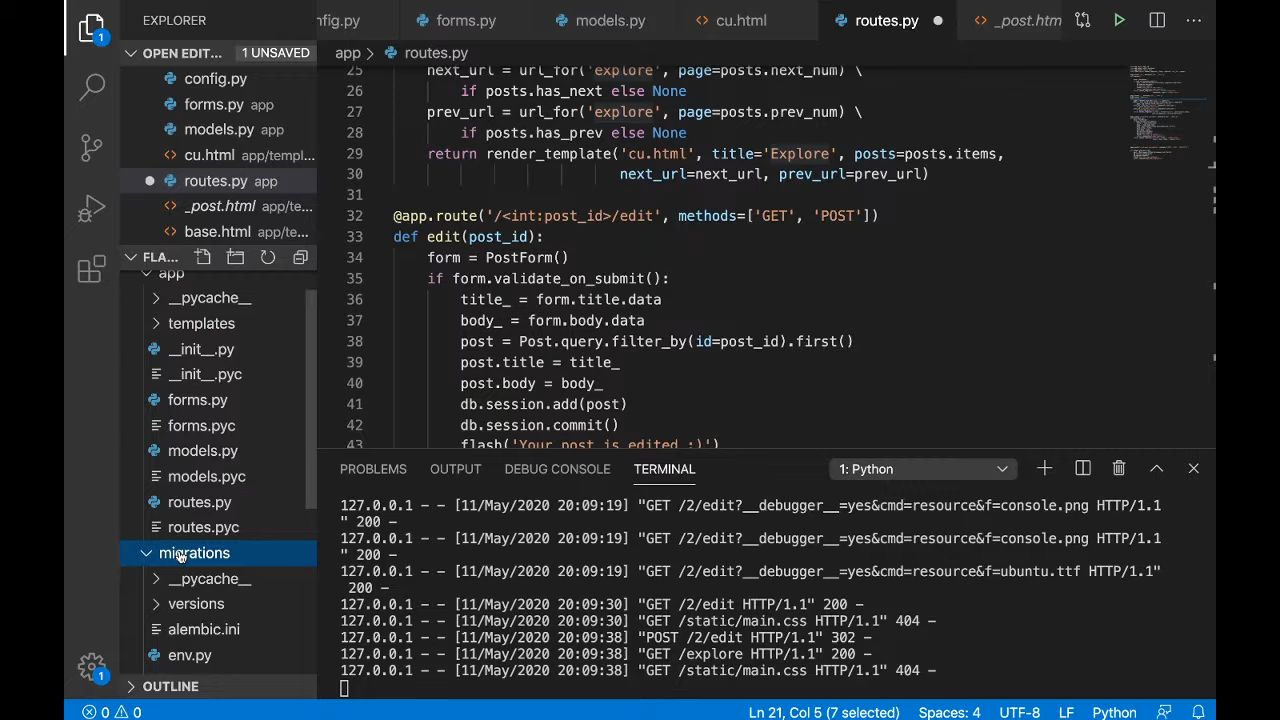 EXPLORER
nfig.py
forms.py
models.py
cu.html
routes.py
_post.htm
OPEN EDIT...
1 UNSAVED
app > routes.py
config.py
forms.py app
models.py app
cu.html app/templ...
routes.py app
_post.html app/te...
base.html app/te...
FLA...
app
__pycache__
templates
__init__.py
__init__.pyc
forms.py
forms.pyc
models.py
models.pyc
routes.py
routes.pyc
migrations
__pycache__
versions
alembic.ini
env.py
OUTLINE
25 next_url = url_for('explore', page=posts.next_num) \
26 if posts.has_next else None
27 prev_url = url_for('explore', page=posts.prev_num) \
28 if posts.has_prev else None
29 return render_template('cu.html', title='Explore', posts=posts.items,
30 next_url=next_url, prev_url=prev_url)
31
32 @app.route('/<int:post_id>/edit', methods=['GET', 'POST'])
33 def edit(post_id):
34 form = PostForm()
35 if form.validate_on_submit():
36 title_ = form.title.data
37 body_ = form.body.data
38 post = Post.query.filter_by(id=post_id).first()
39 post.title = title_
40 post.body = body_
41 db.session.add(post)
42 db.session.commit()
43 flash('Your post is edited :)')
PROBLEMS OUTPUT DEBUG CONSOLE TERMINAL
1: Python
127.0.0.1 - - [11/May/2020 20:09:19] "GET /2/edit?__debugger__=yes&cmd=resource&f=console.png HTTP/1.1
" 200 -
127.0.0.1 - - [11/May/2020 20:09:19] "GET /2/edit?__debugger__=yes&cmd=resource&f=console.png HTTP/1.1
" 200 -
127.0.0.1 - - [11/May/2020 20:09:19] "GET /2/edit?__debugger__=yes&cmd=resource&f=ubuntu.ttf HTTP/1.1"
200 -
127.0.0.1 - - [11/May/2020 20:09:30] "GET /2/edit HTTP/1.1" 200 -
127.0.0.1 - - [11/May/2020 20:09:30] "GET /static/main.css HTTP/1.1" 404 -
127.0.0.1 - - [11/May/2020 20:09:38] "POST /2/edit HTTP/1.1" 302 -
127.0.0.1 - - [11/May/2020 20:09:38] "GET /explore HTTP/1.1" 200 -
127.0.0.1 - - [11/May/2020 20:09:38] "GET /static/main.css HTTP/1.1" 404 -
1
1
0 0
Ln 21, Col 5 (7 selected)
Spaces: 4
UTF-8
LF
Python